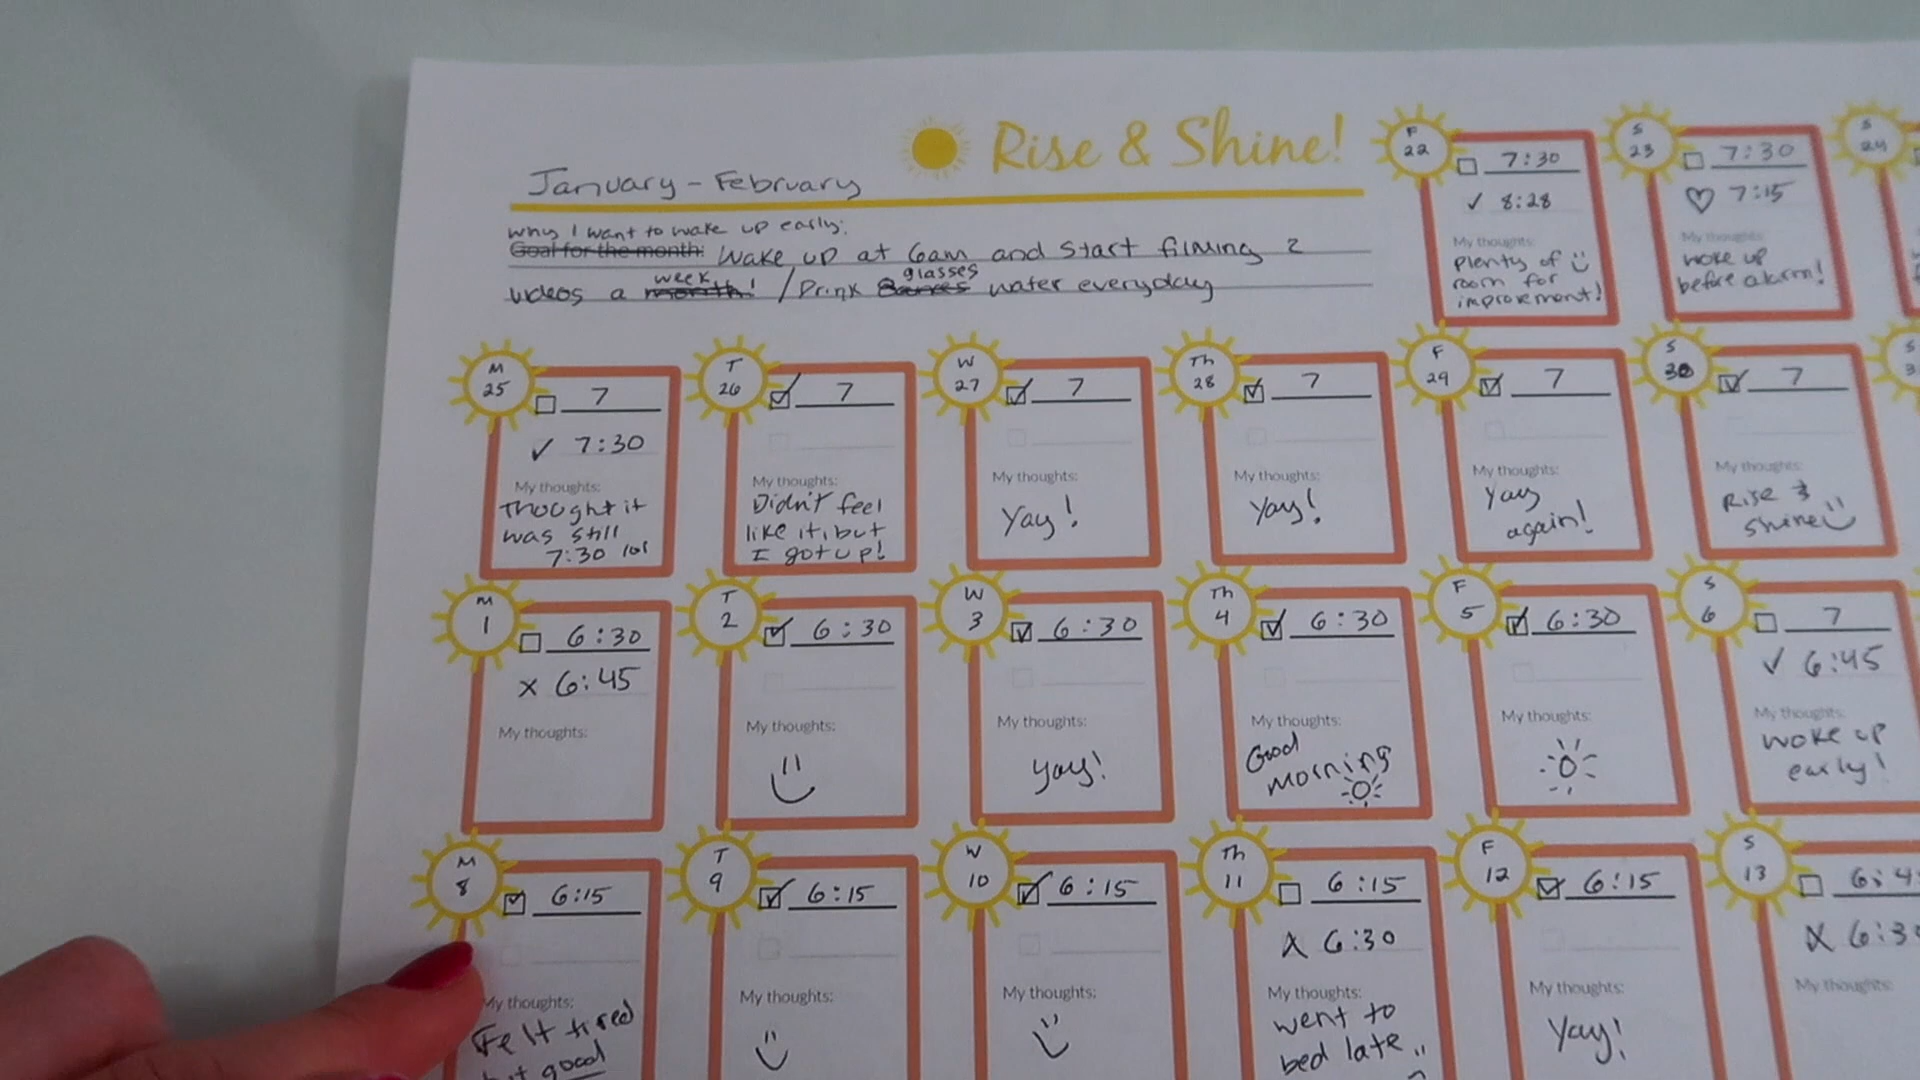 Rise & Shine!
January - February
why I want to wake up early:
Goal for the month: Wake up at 6am and start filming 2
videos a month! week / Drink glasses water everyday
F
22
7:30
✓ 8:28
My thoughts:
plenty of
room for
improvement!
S
23
7:30
♡ 7:15
My thoughts:
woke up
before alarm!
S
24
M
25
7
✓ 7:30
My thoughts:
Thought it
was still
7:30 lol
T
26
7
My thoughts:
Didn't feel
like it, but
I got up!
W
27
7
My thoughts:
Yay!
Th
28
7
My thoughts:
Yay!
F
29
7
My thoughts:
Yay
again!
S
30
7
My thoughts:
Rise &
shine
S
M
1
6:30
x 6:45
My thoughts:
T
2
6:30
My thoughts:
W
3
6:30
My thoughts:
yay!
Th
4
6:30
My thoughts:
Good
morning
F
5
6:30
My thoughts:
S
6
7
✓ 6:45
My thoughts:
woke up
early!
M
8
6:15
My thoughts:
Felt tired
but good
T
9
6:15
My thoughts:
W
10
6:15
My thoughts:
Th
11
6:15
x 6:30
My thoughts:
went to
bed late
F
12
6:15
My thoughts:
Yay!
S
13
6:4
x 6:3
My thoughts: